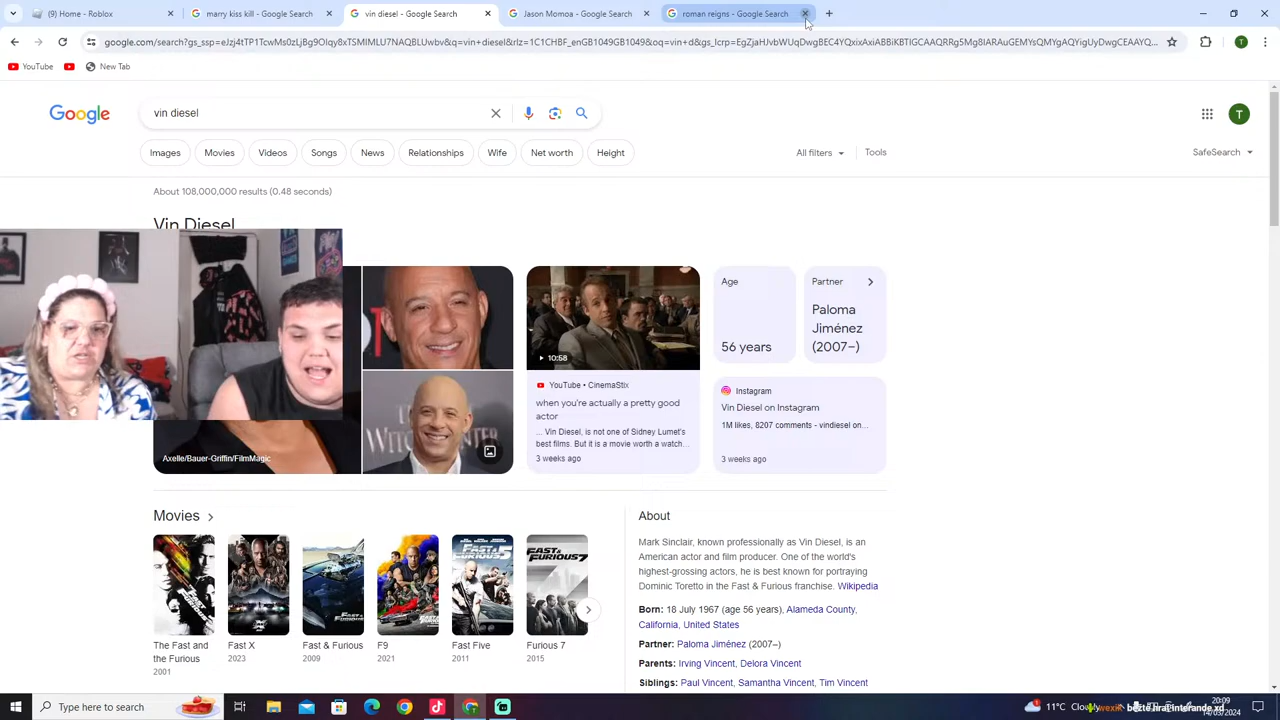 Home - Roblox
marry kiss kill - Google Search
vin diesel - Google Search
Jason Momoa - Google Search
roman reigns - Google Search
YouTube
New Tab
Google
vin diesel
Images
Movies
Videos
Songs
News
Relationships
Wife
Net worth
Height
All filters
Tools
SafeSearch
T
T
About 108,000,000 results (0.48 seconds)
Vin Diesel
Axelle/Bauer-Griffin/FilmMagic
10:58
YouTube • CinemaStix
when you're actually a pretty good
actor
... Vin Diesel, is not one of Sidney Lumet's
best films. But it is a movie worth a watch...
3 weeks ago
Age
56 years
Partner
Paloma
Jiménez
(2007–)
Instagram
Vin Diesel on Instagram
1M likes, 8207 comments - vindiesel on...
3 weeks ago
Movies
The Fast and
the Furious
2001
Fast X
2023
Fast & Furious
2009
F9
2021
Fast Five
2011
Furious 7
2015
About
Mark Sinclair, known professionally as Vin Diesel, is an
American actor and film producer. One of the world's
highest-grossing actors, he is best known for portraying
Dominic Toretto in the Fast & Furious franchise. Wikipedia
Born: 18 July 1967 (age 56 years), Alameda County,
California, United States
Partner: Paloma Jiménez (2007–)
Parents: Irving Vincent, Delora Vincent
Siblings: Paul Vincent, Samantha Vincent, Tim Vincent
Type here to search
11°C Cloudy
20:09
14/03/2024